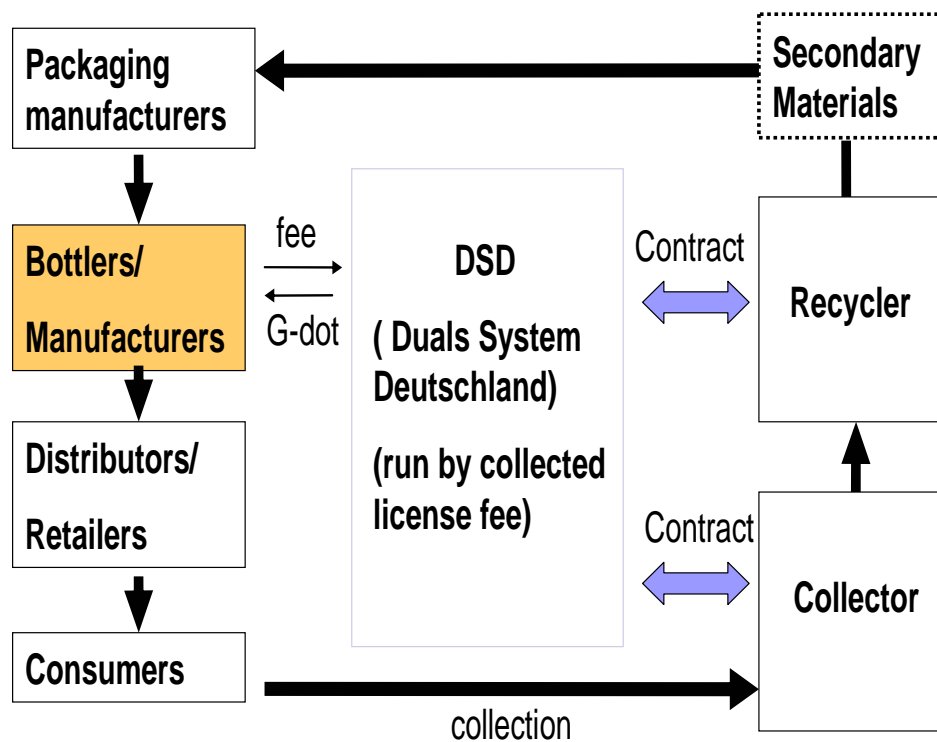 Packaging
manufacturers
Secondary
Materials
Bottlers/
Manufacturers
fee
G-dot
DSD
( Duals System
Deutschland)
(run by collected
license fee)
Contract
Recycler
Distributors/
Retailers
Contract
Collector
Consumers
collection